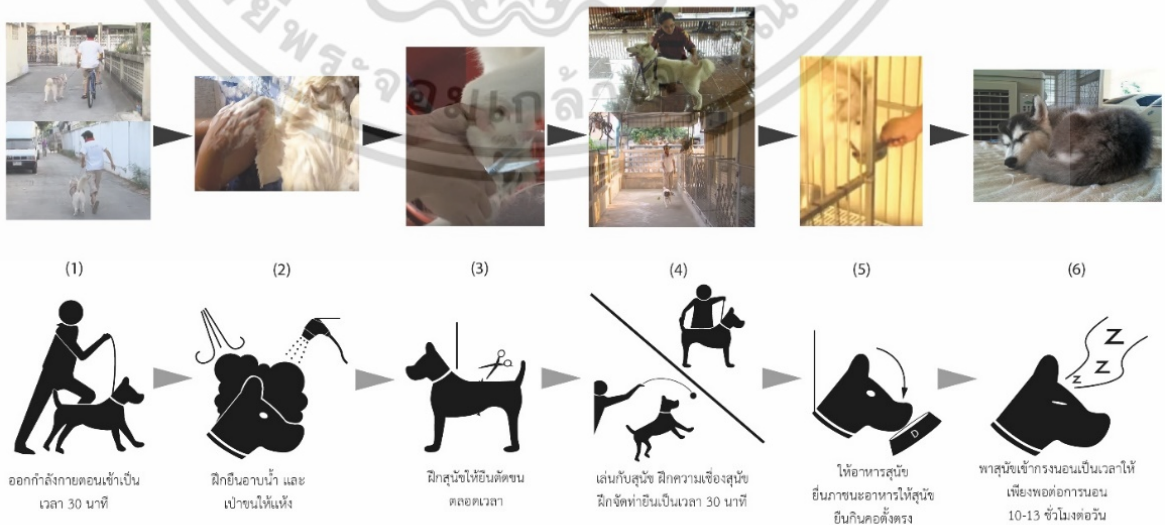 พระจอมเกล้า
(1)
(2)
(3)
(4)
(5)
(6)
D
z
Z
Z
ออกกำลังกายตอนเช้าเป็น
เวลา 30 นาที
ฝึกยืนอาบน้ำ และ
เป่าขนให้แห้ง
ฝึกสุนัขให้ยืนตัดขน
ตลอดเวลา
เล่นกับสุนัข ฝึกความเชื่องสุนัข
ฝึกจัดท่ายืนเป็นเวลา 30 นาที
ให้อาหารสุนัข
ยื่นภาชนะอาหารให้สุนัข
ยืนกินคอตั้งตรง
พาสุนัขเข้ากรงนอนเป็นเวลาให้
เพียงพอต่อการนอน
10-13 ชั่วโมงต่อวัน